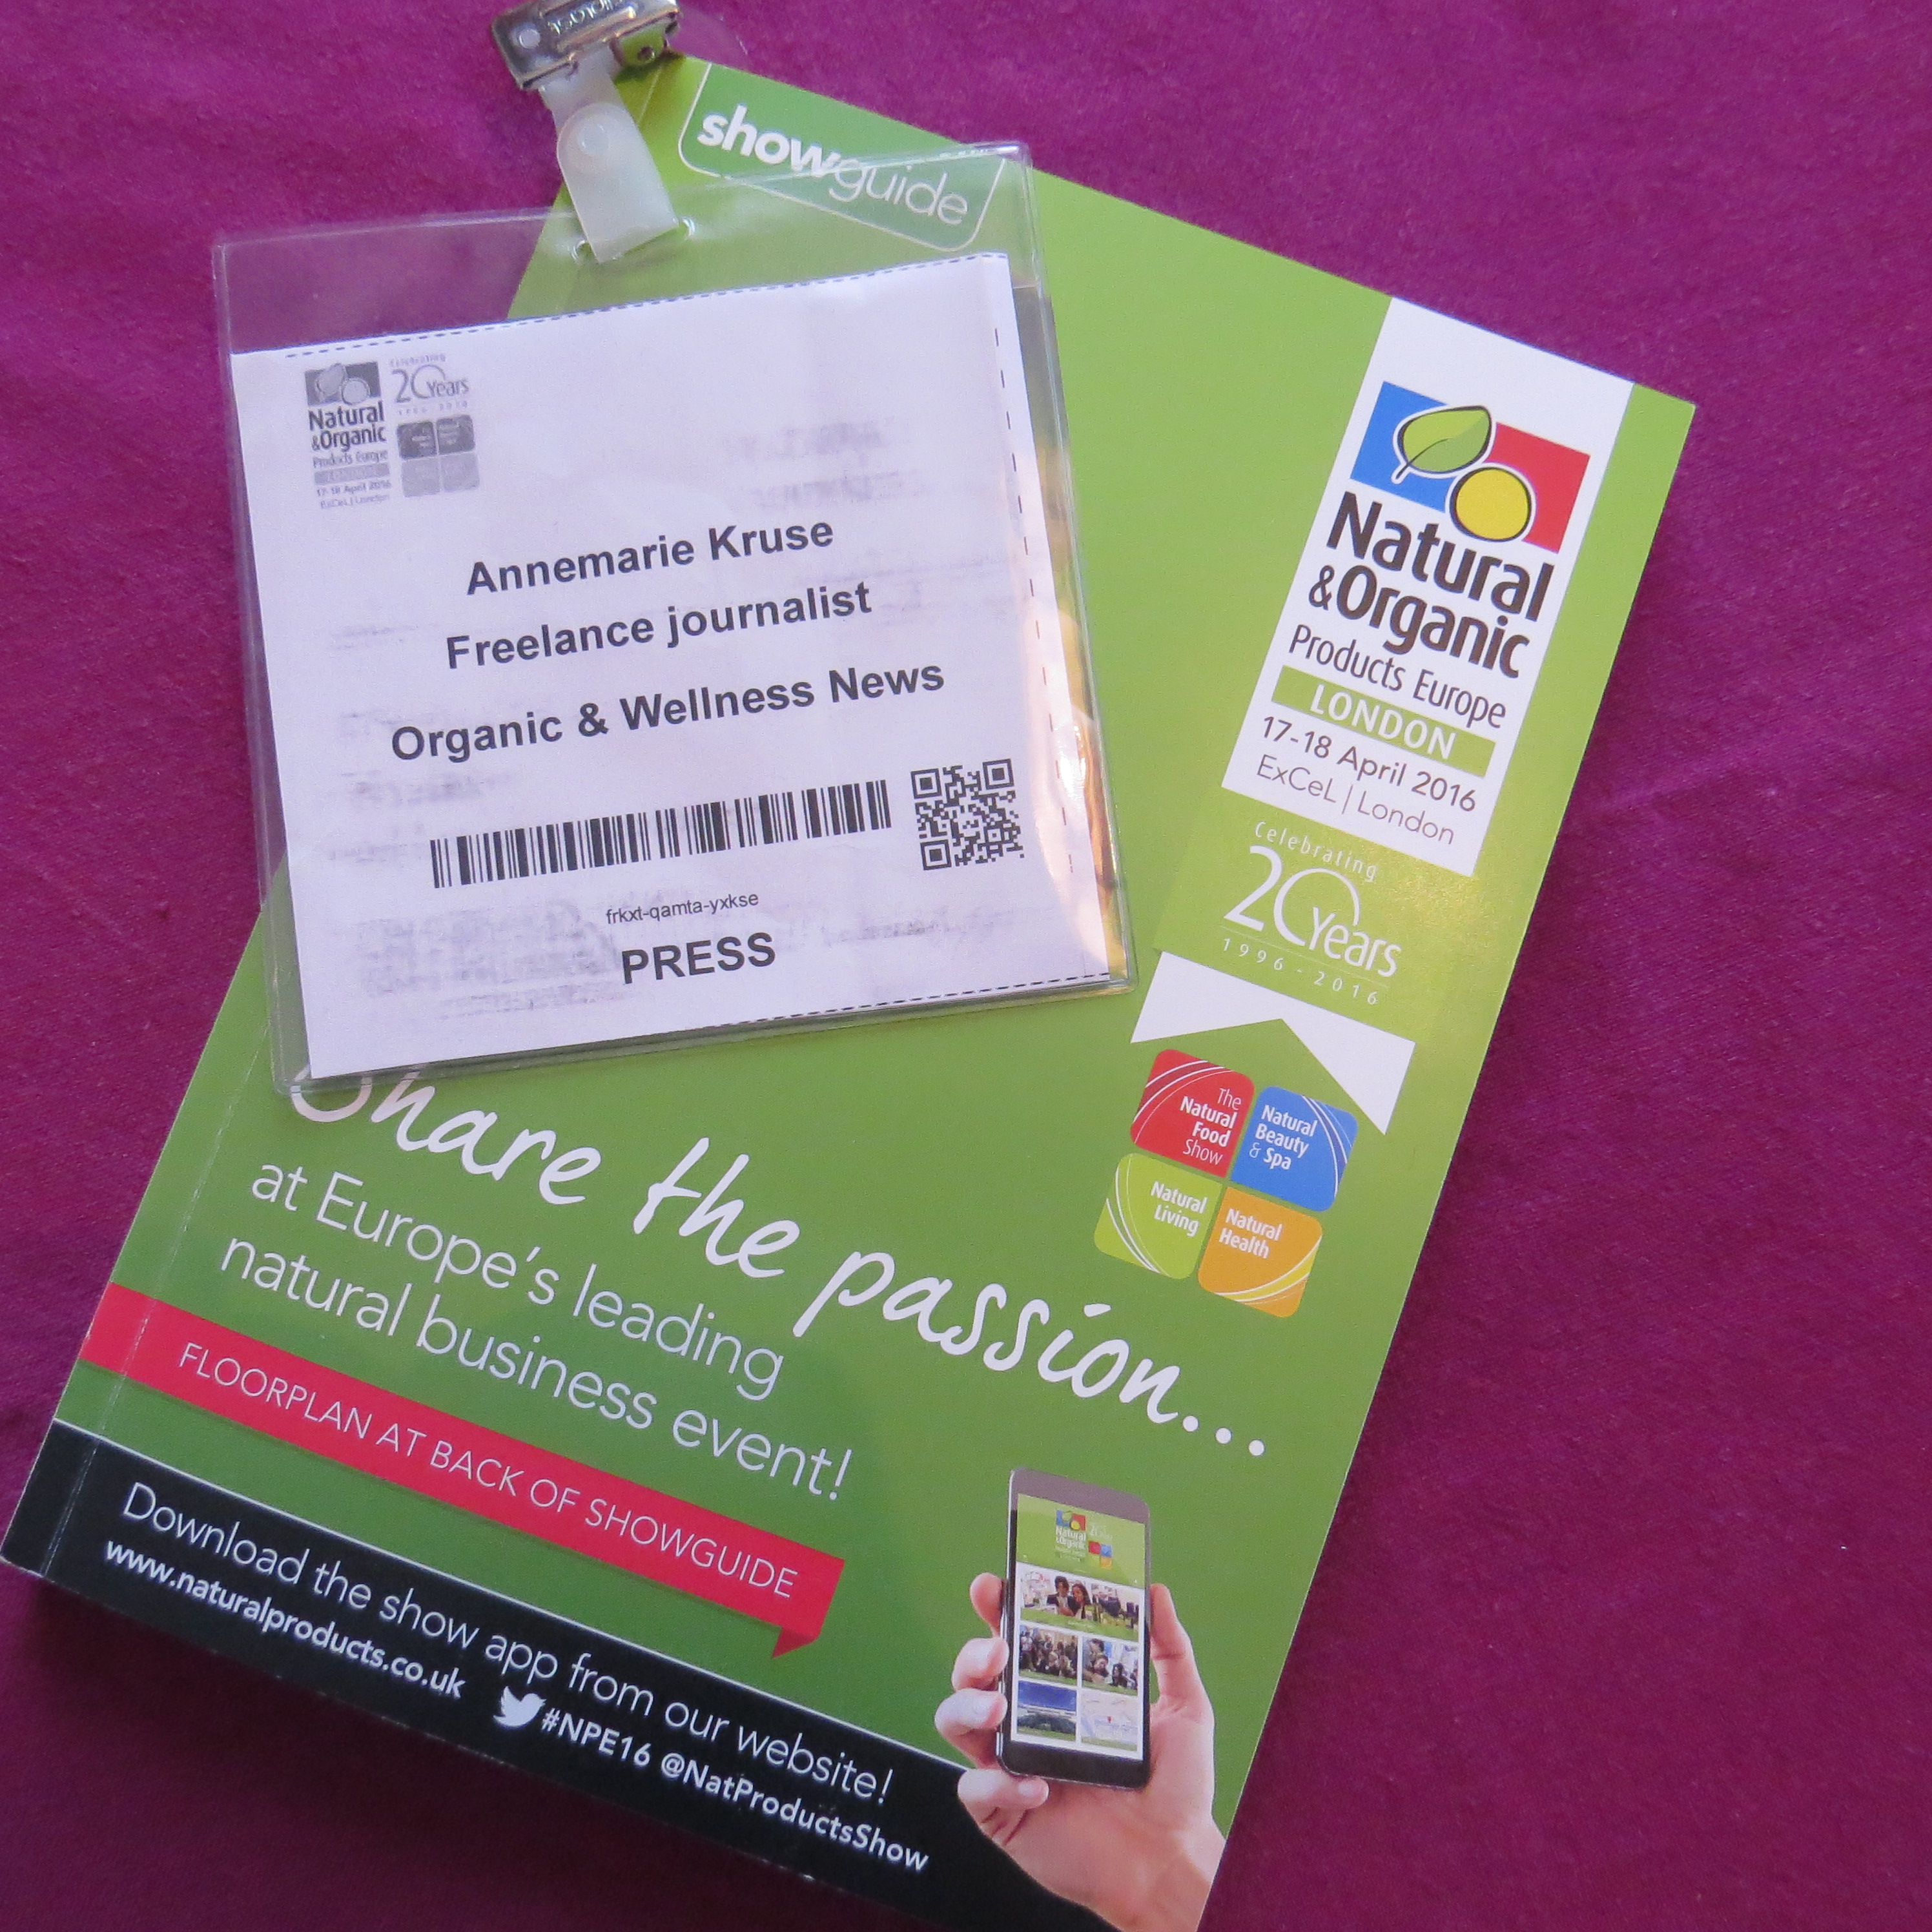 showguide
Celebrating
20 Years
Natural
&Organic
Products Europe
LONDON
17-18 April 2016
ExCeL | London
Annemarie Kruse
Freelance journalist
Organic & Wellness News
frkxt-qamta-yxkse
PRESS
Natural
&Organic
Products Europe
LONDON
17-18 April 2016
ExCeL | London
Celebrating
20 Years
1996 - 2016
The
Natural
Food
Show
Natural
Beauty
& Spa
Natural
Living
Natural
Health
Share the passion...
at Europe's leading
natural business event!
FLOORPLAN AT BACK OF SHOWGUIDE
Download the show app from our website!
www.naturalproducts.co.uk #NPE16 @NatProductsShow
Natural
&Organic